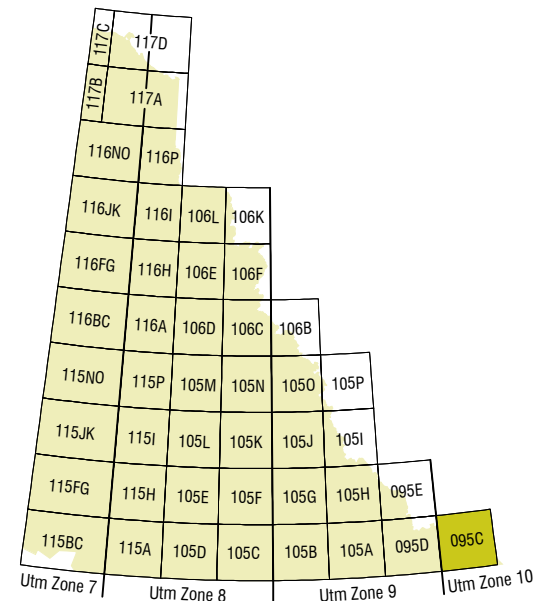 117C 117D
117B 117A
116NO 116P
116JK 116I 106L 106K
116FG 116H 106E 106F
116BC 116A 106D 106C 106B
115NO 115P 105M 105N 105O 105P
115JK 115I 105L 105K 105J 105I
115FG 115H 105E 105F 105G 105H 095E
115BC 115A 105D 105C 105B 105A 095D 095C
Utm Zone 7 Utm Zone 8 Utm Zone 9 Utm Zone 10